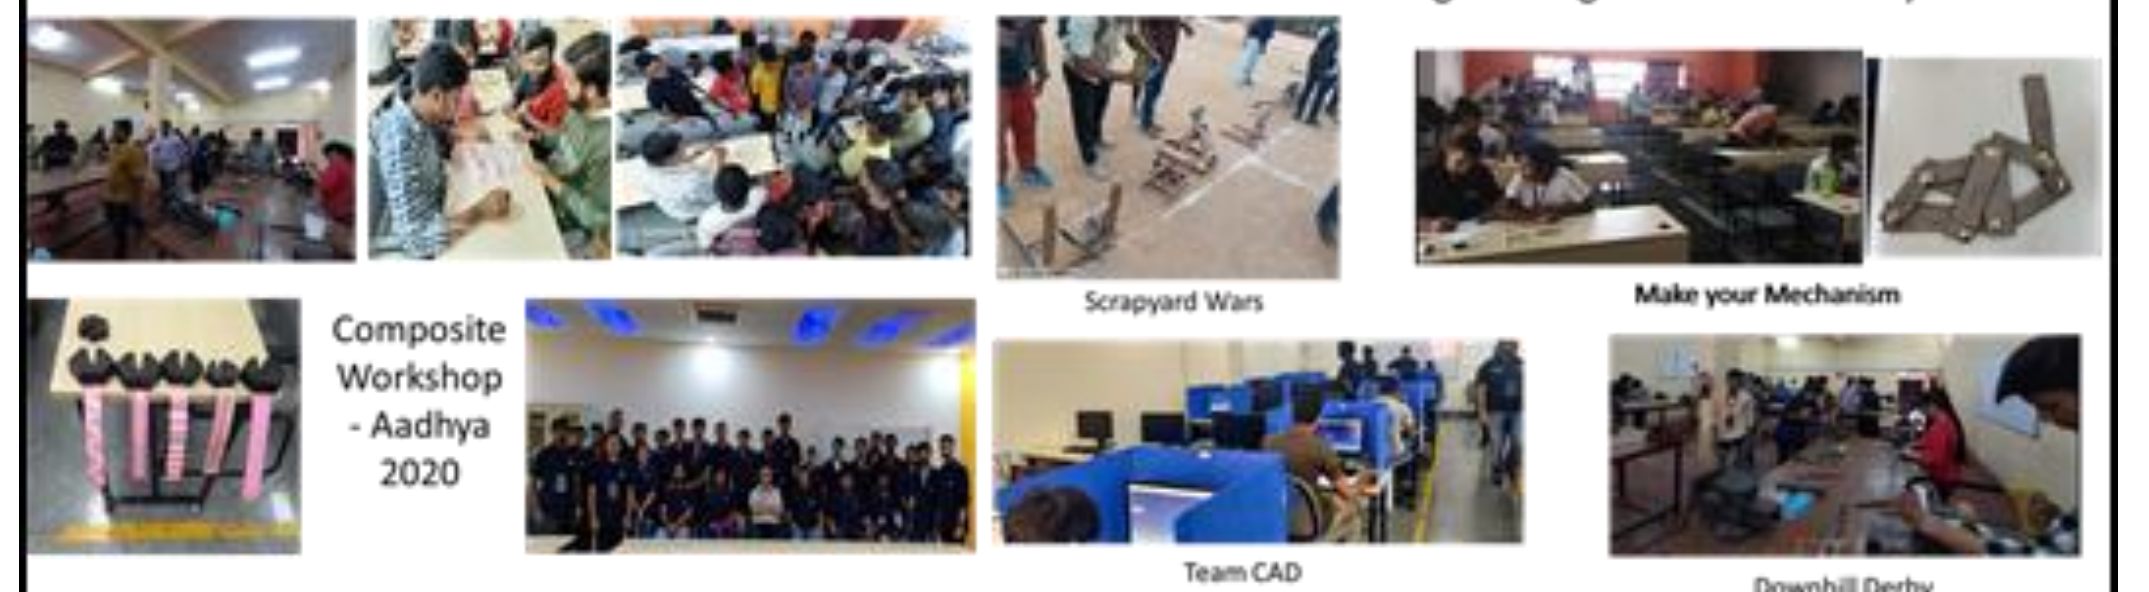 Scrapyard Wars
Make your Mechanism
Composite
Workshop
- Aadhya
2020
Team CAD
Downhill Derby